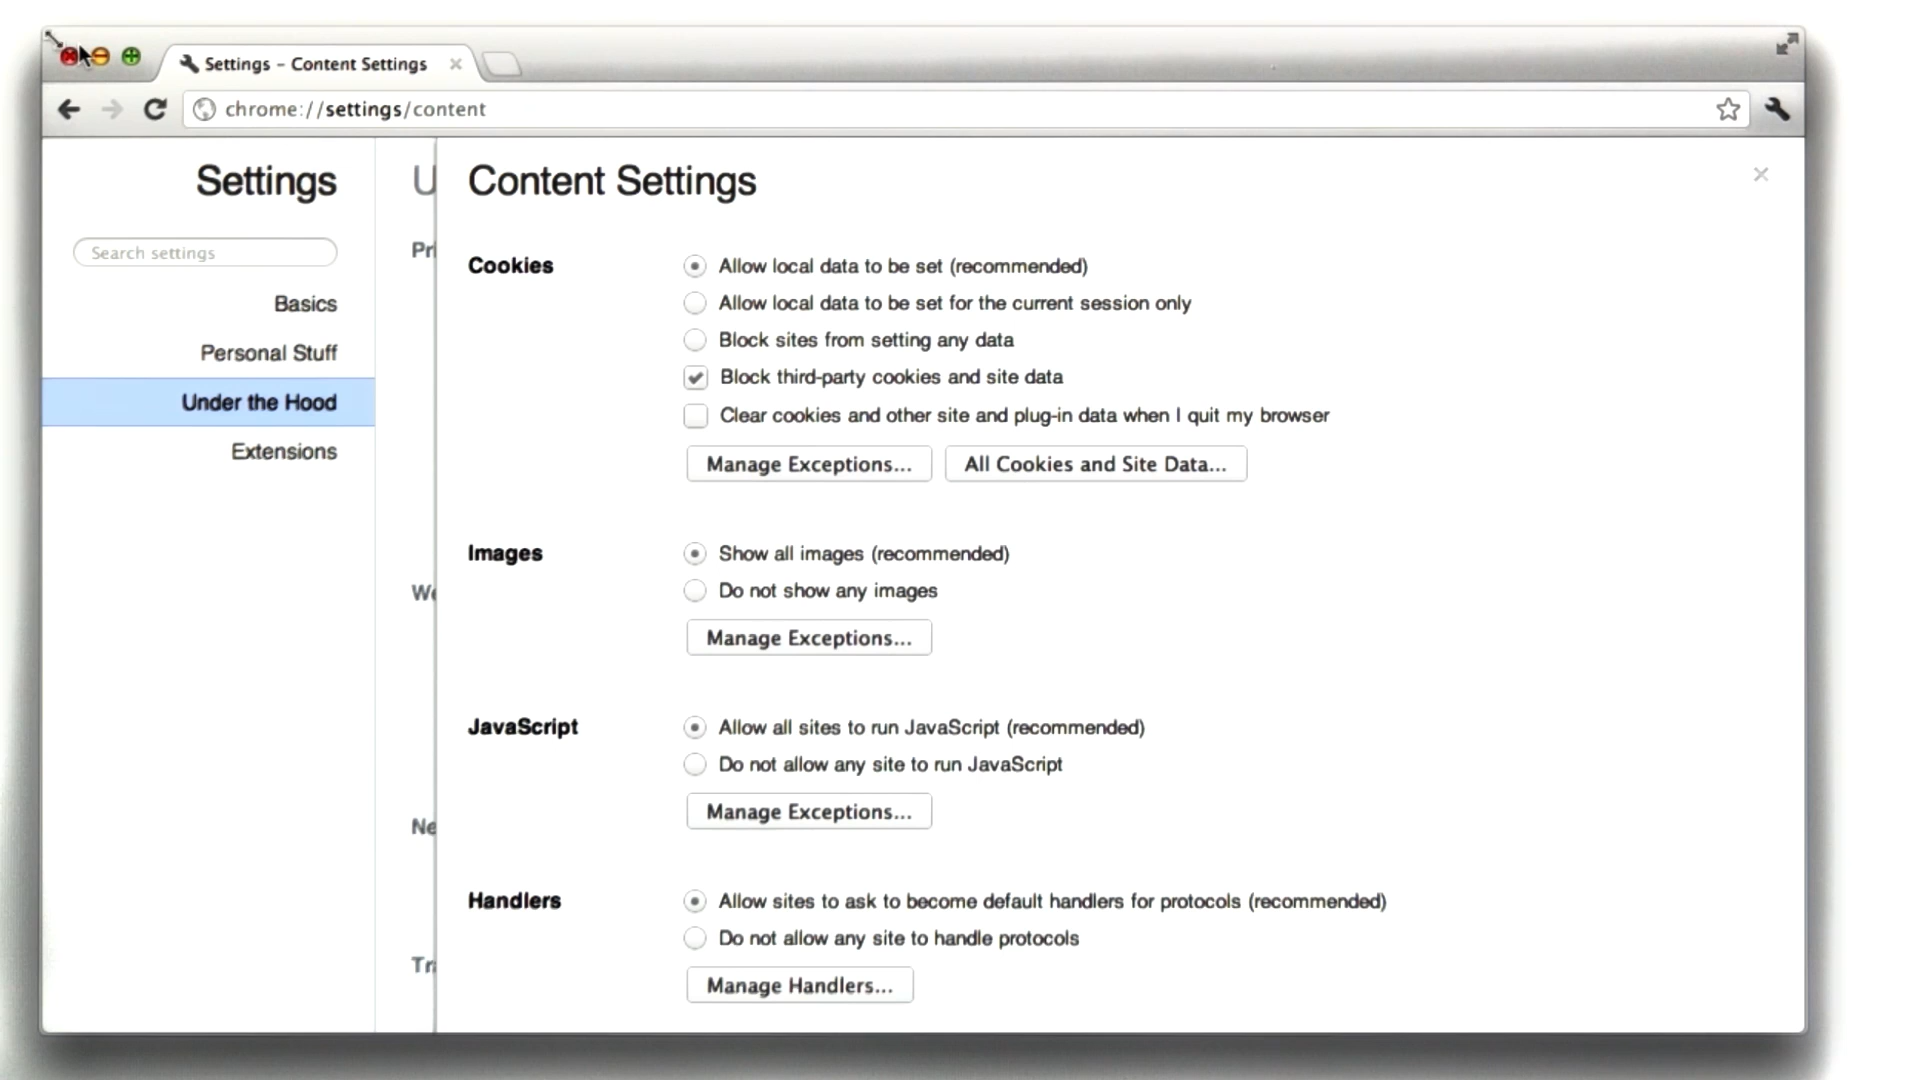 Settings - Content Settings
chrome://settings/content
Settings
Search settings
Basics
Personal Stuff
Under the Hood
Extensions
Content Settings
Cookies
Allow local data to be set (recommended)
Allow local data to be set for the current session only
Block sites from setting any data
Block third-party cookies and site data
Clear cookies and other site and plug-in data when I quit my browser
Manage Exceptions... All Cookies and Site Data...
Images
Show all images (recommended)
Do not show any images
Manage Exceptions...
JavaScript
Allow all sites to run JavaScript (recommended)
Do not allow any site to run JavaScript
Manage Exceptions...
Handlers
Allow sites to ask to become default handlers for protocols (recommended)
Do not allow any site to handle protocols
Manage Handlers...